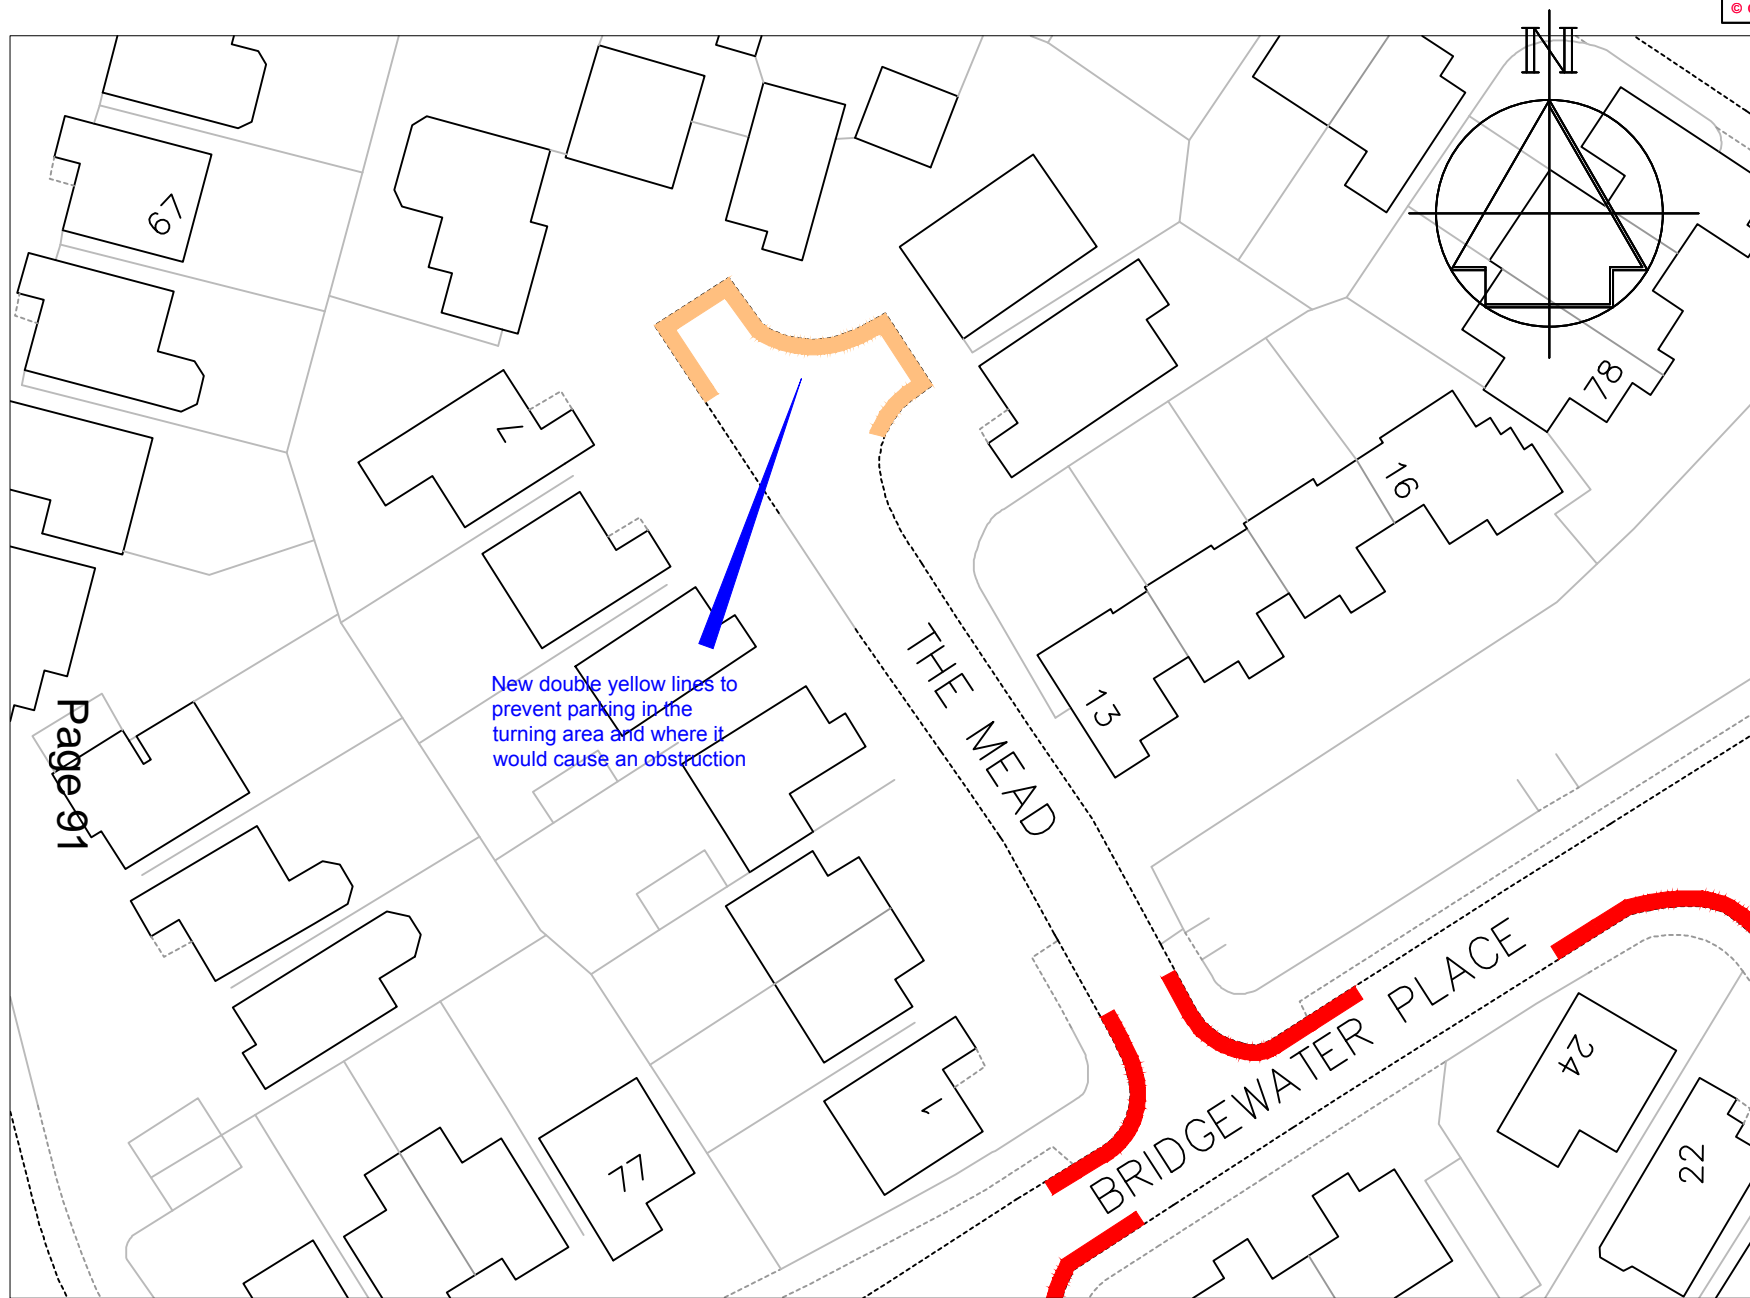 ©
N
67
7
78
16
THE MEAD
13
New double yellow lines to
prevent parking in the
turning area and where it
would cause an obstruction
Page 91
BRIDGEWATER PLACE
24
1
77
22